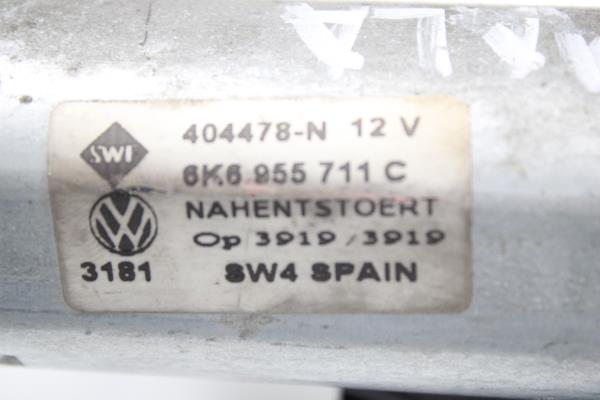 404478-N 12 V
SWF
6K6 955 711 C
NAHENTSTOERT
Op 3919 / 3919
3181 SW4 SPAIN